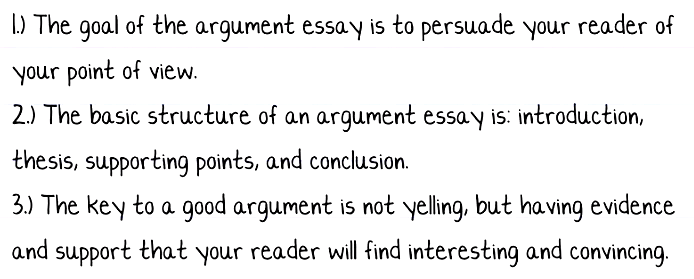 1.) The goal of the argument essay is to persuade your reader of
your point of view.
2.) The basic structure of an argument essay is: introduction,
thesis, supporting points, and conclusion.
3.) The key to a good argument is not yelling, but having evidence
and support that your reader will find interesting and convincing.